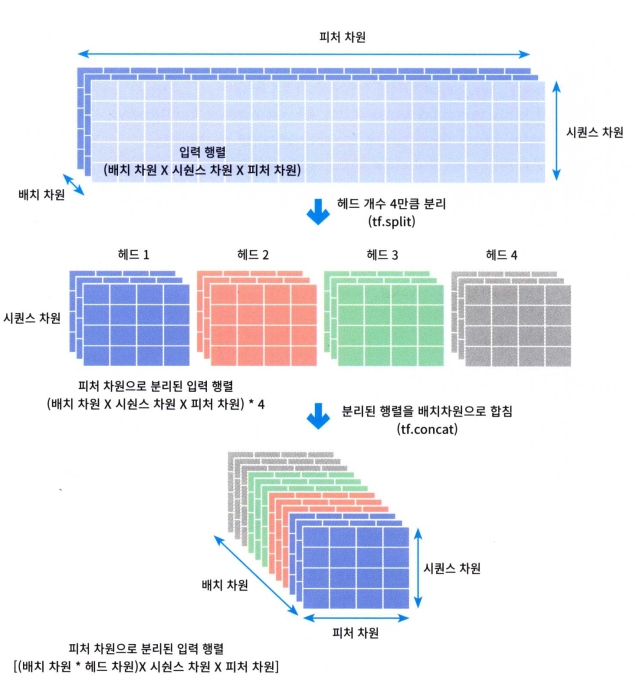 피처 차원
입력 행렬
(배치 차원 X 시쉰스 차원 X 피처 차원)
시퀀스 차원
배치 차원
헤드 개수 4만큼 분리
(tf.split)
헤드 1
헤드 2
헤드 3
헤드 4
시퀀스 차원
피처 차원으로 분리된 입력 행렬
(배치 차원 X 시쉰스 차원 X 피처 차원) * 4
분리된 행렬을 배치차원으로 합침
(tf.concat)
배치 차원
시퀀스 차원
피처 차원
피처 차원으로 분리된 입력 행렬
[(배치 차원 * 헤드 차원)X 시쉰스 차원 X 피처 차원]